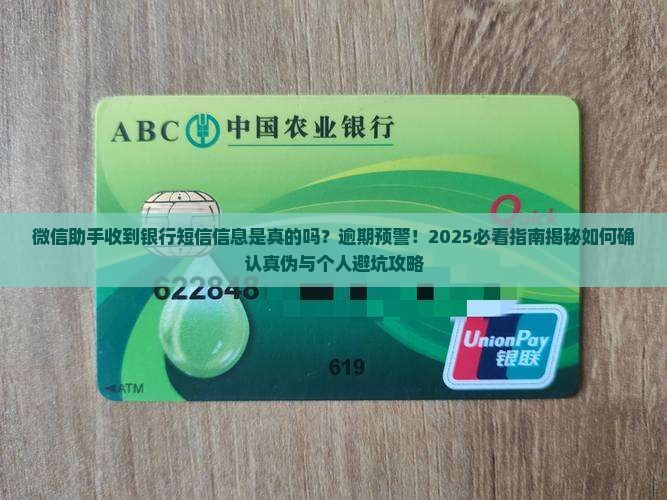 ABC 中国农业银行
Quick
微信助手收到银行短信信息是真的吗？逾期预警！2025必看指南揭秘如何确
认真伪与个人避坑攻略
622848
619
UnionPay
银联
◀ATM